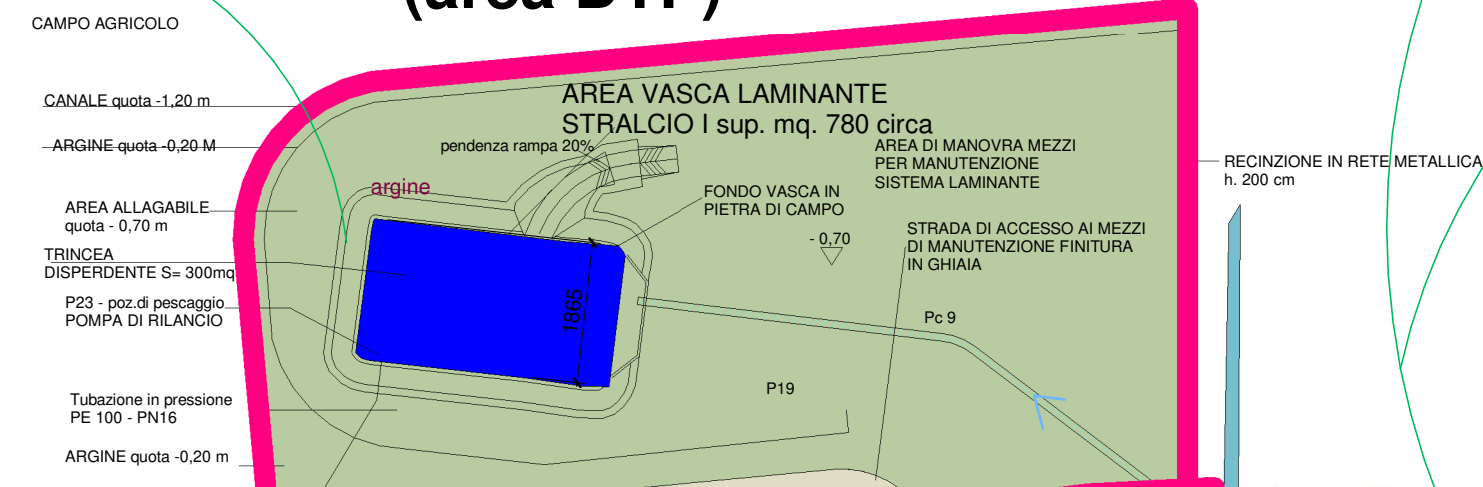 CAMPO AGRICOLO
CANALE quota -1,20 m
ARGINE quota -0,20 M
AREA ALLAGABILE
quota - 0,70 m
TRINCEA
DISPERDENTE S= 300mq
P23 - poz.di pescaggio
POMPA DI RILANCIO
Tubazione in pressione
PE 100 - PN16
ARGINE quota -0,20 m
AREA VASCA LAMINANTE
STRALCIO I sup. mq. 780 circa
pendenza rampa 20%
argine
1865
FONDO VASCA IN
PIETRA DI CAMPO
- 0,70
AREA DI MANOVRA MEZZI
PER MANUTENZIONE
SISTEMA LAMINANTE
STRADA DI ACCESSO AI MEZZI
DI MANUTENZIONE FINITURA
IN GHIAIA
Pc 9
P19
RECINZIONE IN RETE METALLICA
h. 200 cm